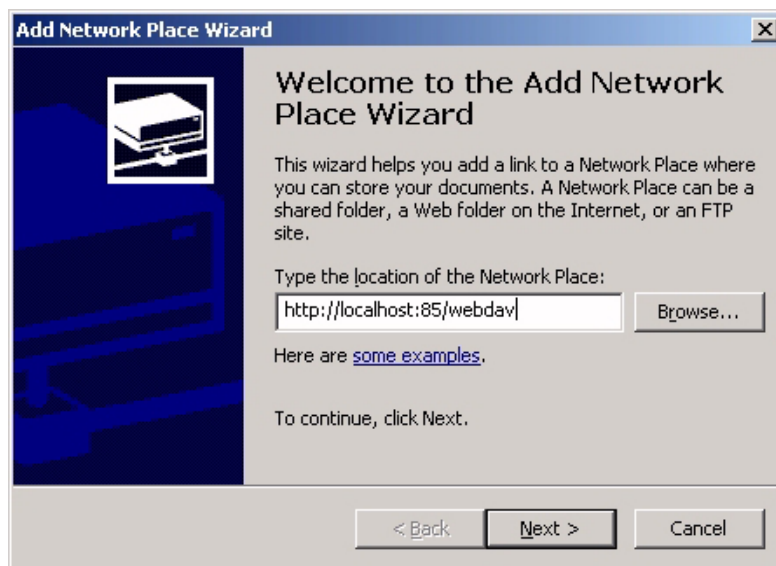 Add Network Place Wizard
Welcome to the Add Network
Place Wizard
This wizard helps you add a link to a Network Place where
you can store your documents. A Network Place can be a
shared folder, a Web folder on the Internet, or an FTP
site.
Type the location of the Network Place:
http://localhost:85/webdav
Browse...
Here are some examples.
To continue, click Next.
< Back
Next >
Cancel